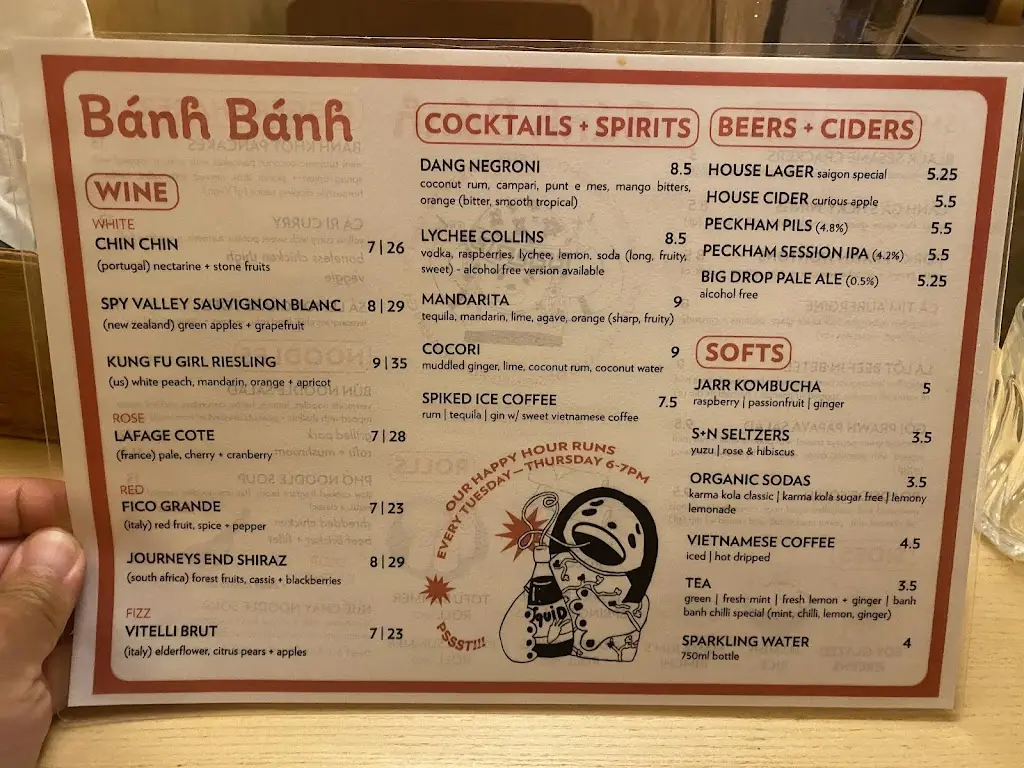 Bánh Bánh
WINE
WHITE
CHIN CHIN 7 | 26
(portugal) nectarine + stone fruits
SPY VALLEY SAUVIGNON BLANC 8 | 29
(new zealand) green apples + grapefruit
KUNG FU GIRL RIESLING 9 | 35
(us) white peach, mandarin, orange + apricot
ROSE
LAFAGE COTE 7 | 28
(france) pale, cherry + cranberry
RED
FICO GRANDE 7 | 23
(italy) red fruit, spice + pepper
JOURNEYS END SHIRAZ 8 | 29
(south africa) forest fruits, cassis + blackberries
FIZZ
VITELLI BRUT 7 | 23
(italy) elderflower, citrus pears + apples
COCKTAILS + SPIRITS
DANG NEGRONI 8.5
coconut rum, campari, punt e mes, mango bitters,
orange (bitter, smooth tropical)
LYCHEE COLLINS 8.5
vodka, raspberries, lychee, lemon, soda (long, fruity,
sweet) - alcohol free version available
MANDARITA 9
tequila, mandarin, lime, agave, orange (sharp, fruity)
COCORI 9
muddled ginger, lime, coconut rum, coconut water
SPIKED ICE COFFEE 7.5
rum | tequila | gin w/ sweet vietnamese coffee
OUR HAPPY HOUR RUNS
EVERY TUESDAY – THURSDAY 6-7PM
PSSST!!!
Squid
BEERS + CIDERS
HOUSE LAGER saigon special 5.25
HOUSE CIDER curious apple 5.5
PECKHAM PILS (4.8%) 5.5
PECKHAM SESSION IPA (4.2%) 5.5
BIG DROP PALE ALE (0.5%) 5.25
alcohol free
SOFTS
JARR KOMBUCHA 5
raspberry | passionfruit | ginger
S+N SELTZERS 3.5
yuzu | rose & hibiscus
ORGANIC SODAS 3.5
karma kola classic | karma kola sugar free | lemony
lemonade
VIETNAMESE COFFEE 4.5
iced | hot dripped
TEA 3.5
green | fresh mint | fresh lemon + ginger | banh
banh chilli special (mint, chilli, lemon, ginger)
SPARKLING WATER 4
750ml bottle